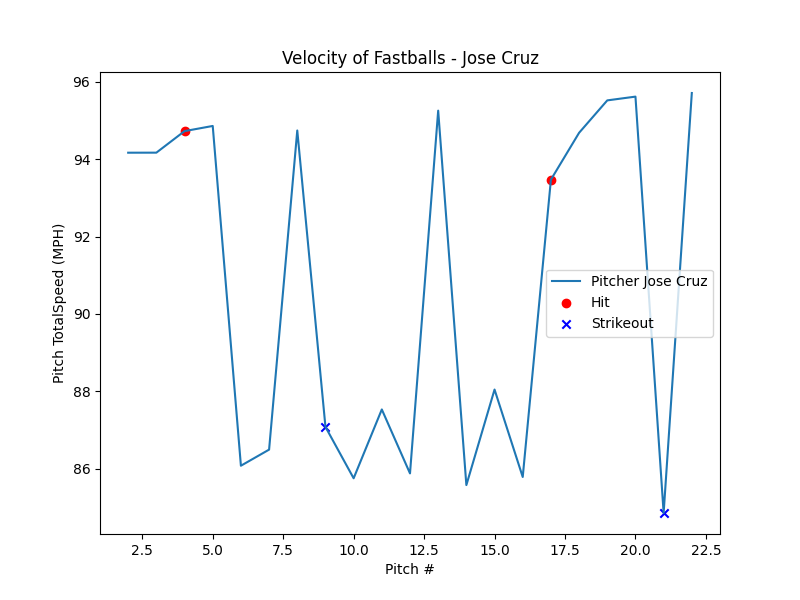 Velocity of Fastballs - Jose Cruz
96
94
92
90
88
86
Pitch TotalSpeed (MPH)
Pitcher Jose Cruz
Hit
Strikeout
2.5 5.0 7.5 10.0 12.5 15.0 17.5 20.0 22.5
Pitch #